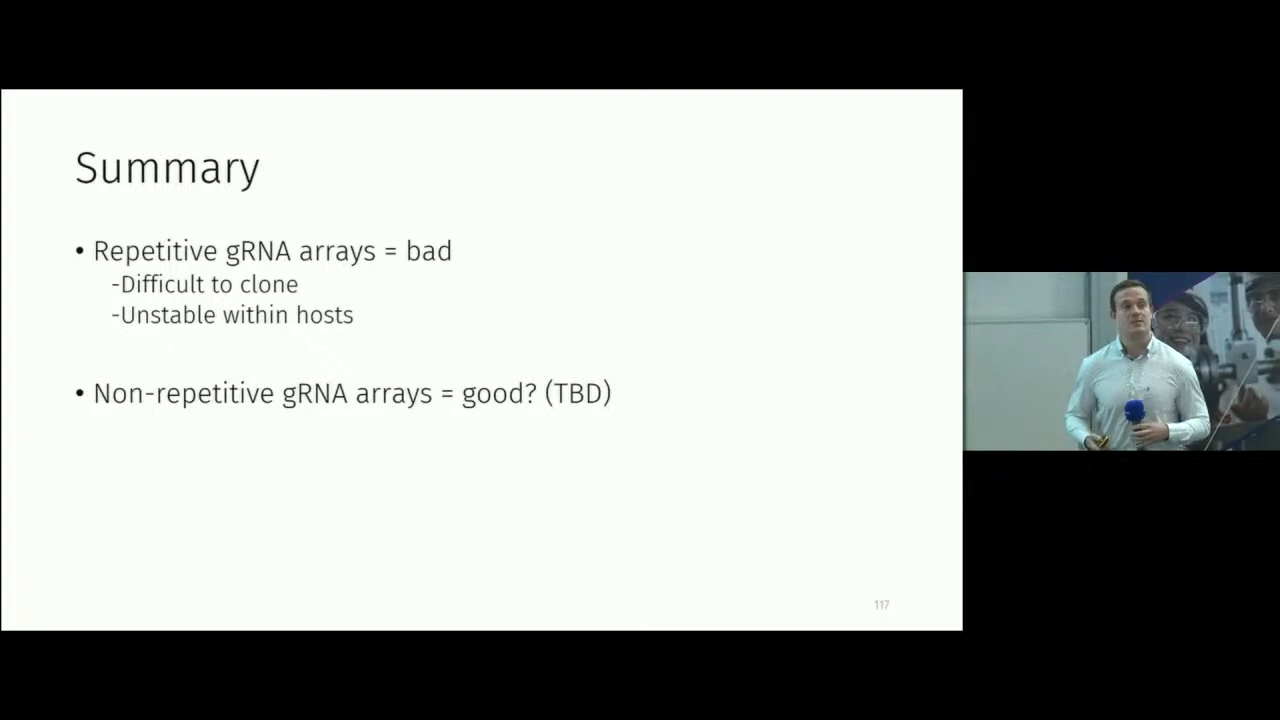 Summary
• Repetitive gRNA arrays = bad
-Difficult to clone
-Unstable within hosts
• Non-repetitive gRNA arrays = good? (TBD)
117